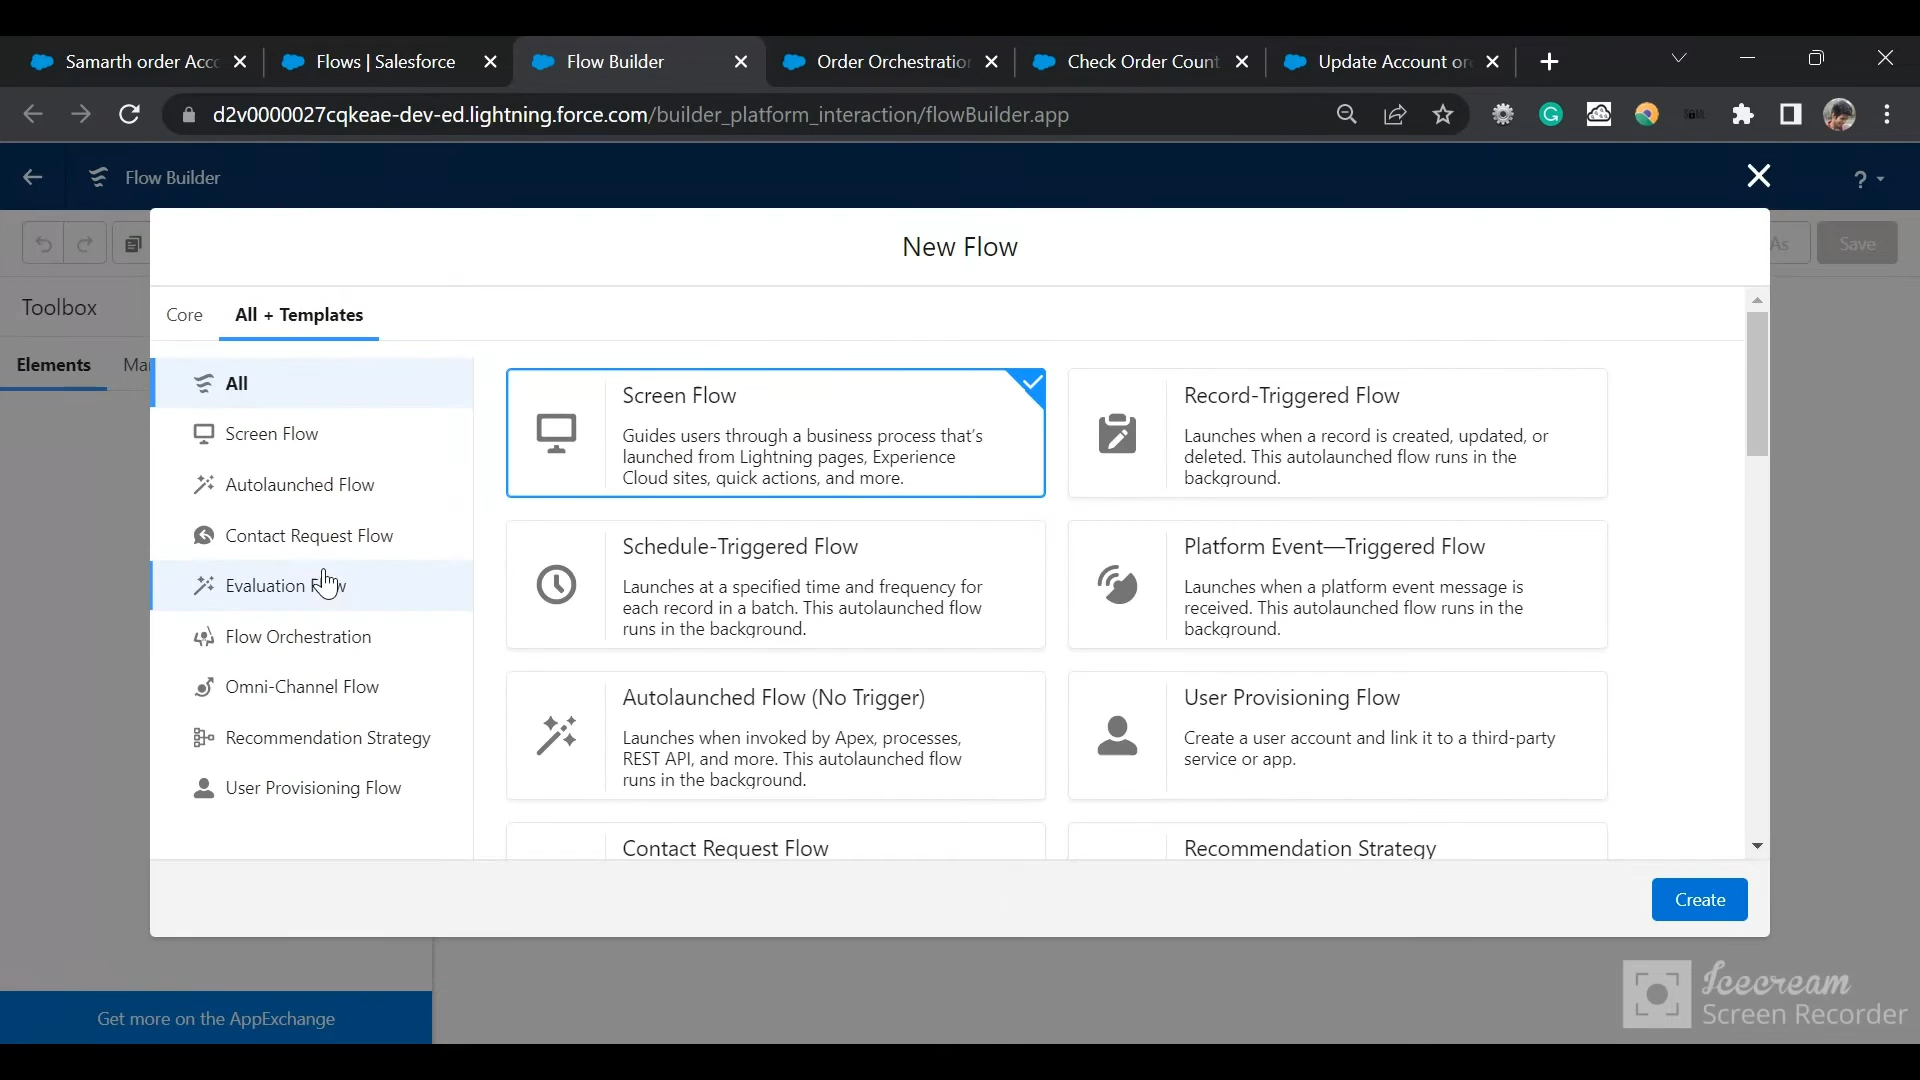 Samarth order Acc
Flows | Salesforce
Flow Builder
Order Orchestration
Check Order Count
Update Account or
d2v0000027cqkeae-dev-ed.lightning.force.com/builder_platform_interaction/flowBuilder.app
Flow Builder
?
New Flow
As
Save
Toolbox
Core
All + Templates
Elements
Ma
All
Screen Flow
Autolaunched Flow
Contact Request Flow
Evaluation Flow
Flow Orchestration
Omni-Channel Flow
Recommendation Strategy
User Provisioning Flow
Screen Flow
Guides users through a business process that's
launched from Lightning pages, Experience
Cloud sites, quick actions, and more.
Record-Triggered Flow
Launches when a record is created, updated, or
deleted. This autolaunched flow runs in the
background.
Schedule-Triggered Flow
Launches at a specified time and frequency for
each record in a batch. This autolaunched flow
runs in the background.
Platform Event—Triggered Flow
Launches when a platform event message is
received. This autolaunched flow runs in the
background.
Autolaunched Flow (No Trigger)
Launches when invoked by Apex, processes,
REST API, and more. This autolaunched flow
runs in the background.
User Provisioning Flow
Create a user account and link it to a third-party
service or app.
Contact Request Flow
Recommendation Strategy
Create
Get more on the AppExchange
Icecream
Screen Recorder